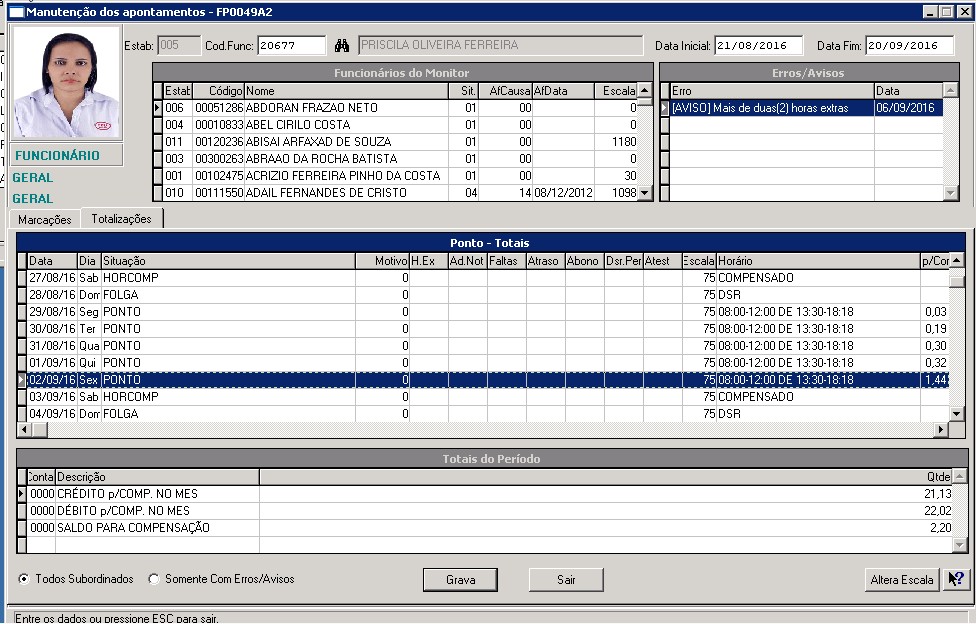 Manutenção dos apontamentos - FP0049A2
Estab: 005 Cod.Func: 20677 PRISCILA OLIVEIRA FERREIRA Data Inicial: 21/08/2016 Data Fim: 20/09/2016
Funcionários do Monitor
Estab Código Nome Sit. AfCausa AfData Escala
006 00051286 ABDORAN FRAZAO NETO 01 00 0
004 00010833 ABEL CIRILO COSTA 01 00 0
011 00120236 ABISAI ARFAXAD DE SOUZA 01 00 1180
003 00300263 ABRAAO DA ROCHA BATISTA 01 00 0
001 00102475 ACRIZIO FERREIRA PINHO DA COSTA 01 00 30
010 00111550 ADAIL FERNANDES DE CRISTO 04 14 08/12/2012 1098
Erros/Avisos
Erro Data
[AVISO] Mais de duas(2) horas extras 06/09/2016
FUNCIONÁRIO
GERAL
GERAL
Marcações Totalizações
Ponto - Totais
Data Dia Situação Motivo H.Ex Ad.Not Faltas Atraso Abono Dsr.Per Atest Escala Horário p/Cor
27/08/16 Sab HORCOMP 0 75 COMPENSADO
28/08/16 Dom FOLGA 0 75 DSR
29/08/16 Seg PONTO 0 75 08:00-12:00 DE 13:30-18:18 0,03
30/08/16 Ter PONTO 0 75 08:00-12:00 DE 13:30-18:18 0,19
31/08/16 Qua PONTO 0 75 08:00-12:00 DE 13:30-18:18 0,30
01/09/16 Qui PONTO 0 75 08:00-12:00 DE 13:30-18:18 0,32
02/09/16 Sex PONTO 0 75 08:00-12:00 DE 13:30-18:18 1,44
03/09/16 Sab HORCOMP 0 75 COMPENSADO
04/09/16 Dom FOLGA 0 75 DSR
Totais do Período
Conta Descrição Qtde
0000 CRÉDITO p/COMP. NO MES 21,13
0000 DÉBITO p/COMP. NO MES 22,02
0000 SALDO PARA COMPENSAÇÃO 2,20
Todos Subordinados Somente Com Erros/Avisos Grava Sair Altera Escala
Entre os dados ou pressione ESC para sair.